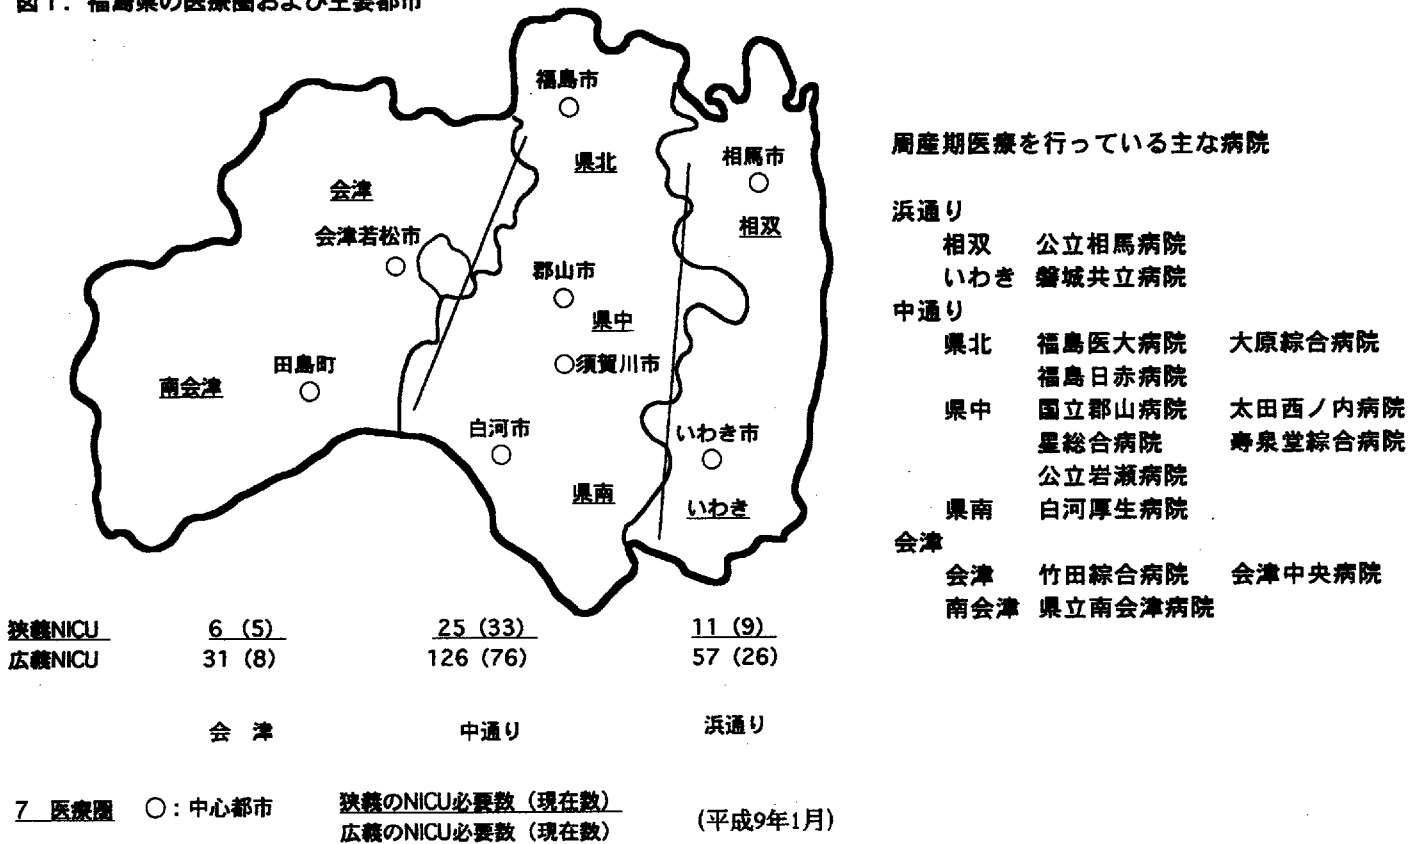 図1. 福島県の医療圏および主要都市
福島市
県北
相馬市
会津
相双
会津若松市
郡山市
県中
田島町
須賀川市
南会津
白河市
いわき市
県南
いわき
狭義NICU 6 (5) 25 (33) 11 (9)
広義NICU 31 (8) 126 (76) 57 (26)
会 津 中通り 浜通り
7 医療圏 ○：中心都市 狭義のNICU必要数（現在数）
広義のNICU必要数（現在数）
(平成9年1月)
周産期医療を行っている主な病院
浜通り
相双 公立相馬病院
いわき 磐城共立病院
中通り
県北 福島医大病院 大原綜合病院
福島日赤病院
県中 国立郡山病院 太田西ノ内病院
星総合病院 寿泉堂綜合病院
公立岩瀬病院
県南 白河厚生病院
会津
会津 竹田綜合病院 会津中央病院
南会津 県立南会津病院